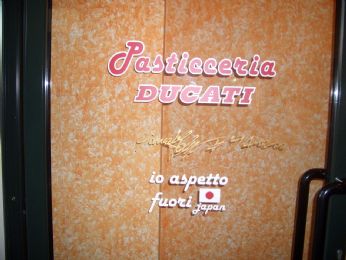 Pasticceria
DUCATI
io aspetto
fuori japan